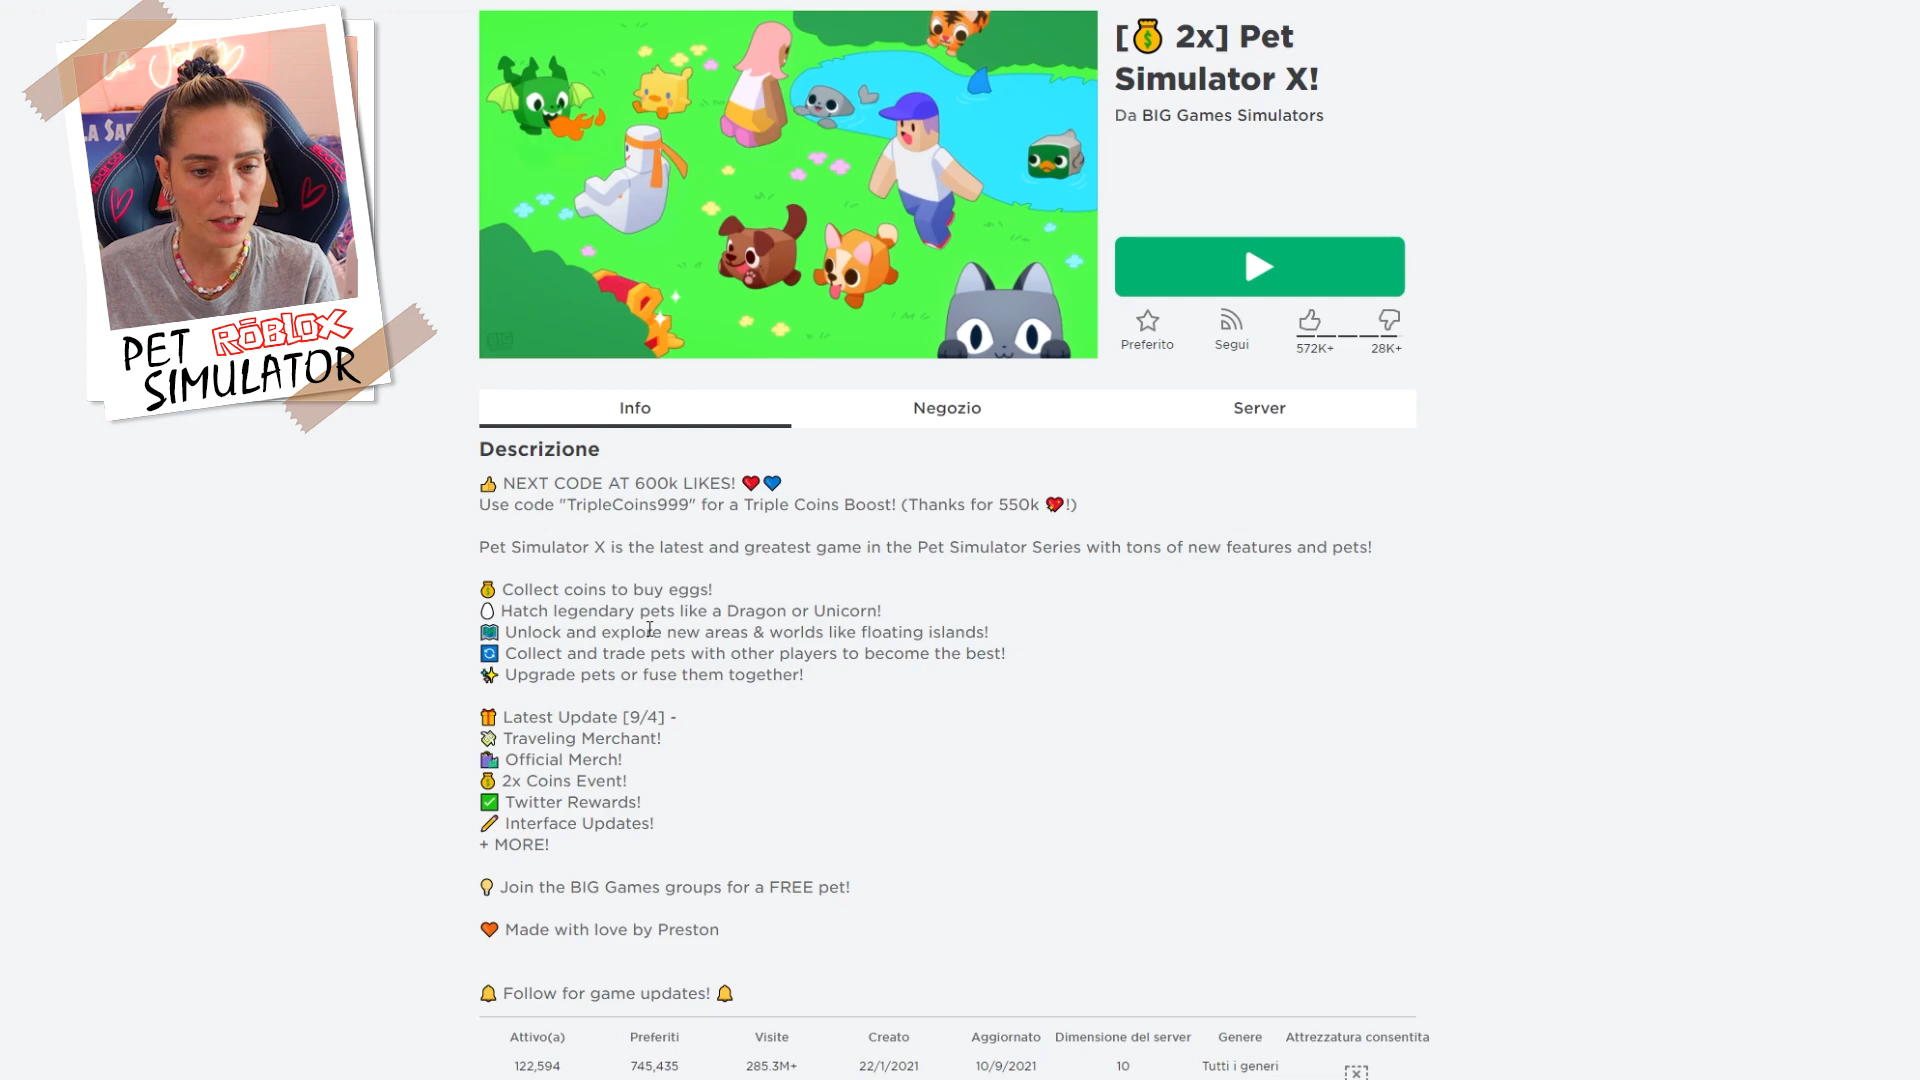 La
LA SA
PET ROBLOX
SIMULATOR
[ 2x] Pet
Simulator X!
Da BIG Games Simulators
Preferito
Segui
572K+
28K+
Info
Negozio
Server
Descrizione
👍 NEXT CODE AT 600k LIKES! ❤️💙
Use code "TripleCoins999" for a Triple Coins Boost! (Thanks for 550k 💖!)
Pet Simulator X is the latest and greatest game in the Pet Simulator Series with tons of new features and pets!
💰 Collect coins to buy eggs!
🥚 Hatch legendary pets like a Dragon or Unicorn!
🗺️ Unlock and explore new areas & worlds like floating islands!
🔄 Collect and trade pets with other players to become the best!
✨ Upgrade pets or fuse them together!
🎁 Latest Update [9/4] -
💸 Traveling Merchant!
🛍️ Official Merch!
💰 2x Coins Event!
✅ Twitter Rewards!
✏️ Interface Updates!
+ MORE!
💡 Join the BIG Games groups for a FREE pet!
🧡 Made with love by Preston
🔔 Follow for game updates! 🔔
Attivo(a) Preferiti Visite Creato Aggiornato Dimensione del server Genere Attrezzatura consentita
122,594 745,435 285.3M+ 22/1/2021 10/9/2021 10 Tutti i generi